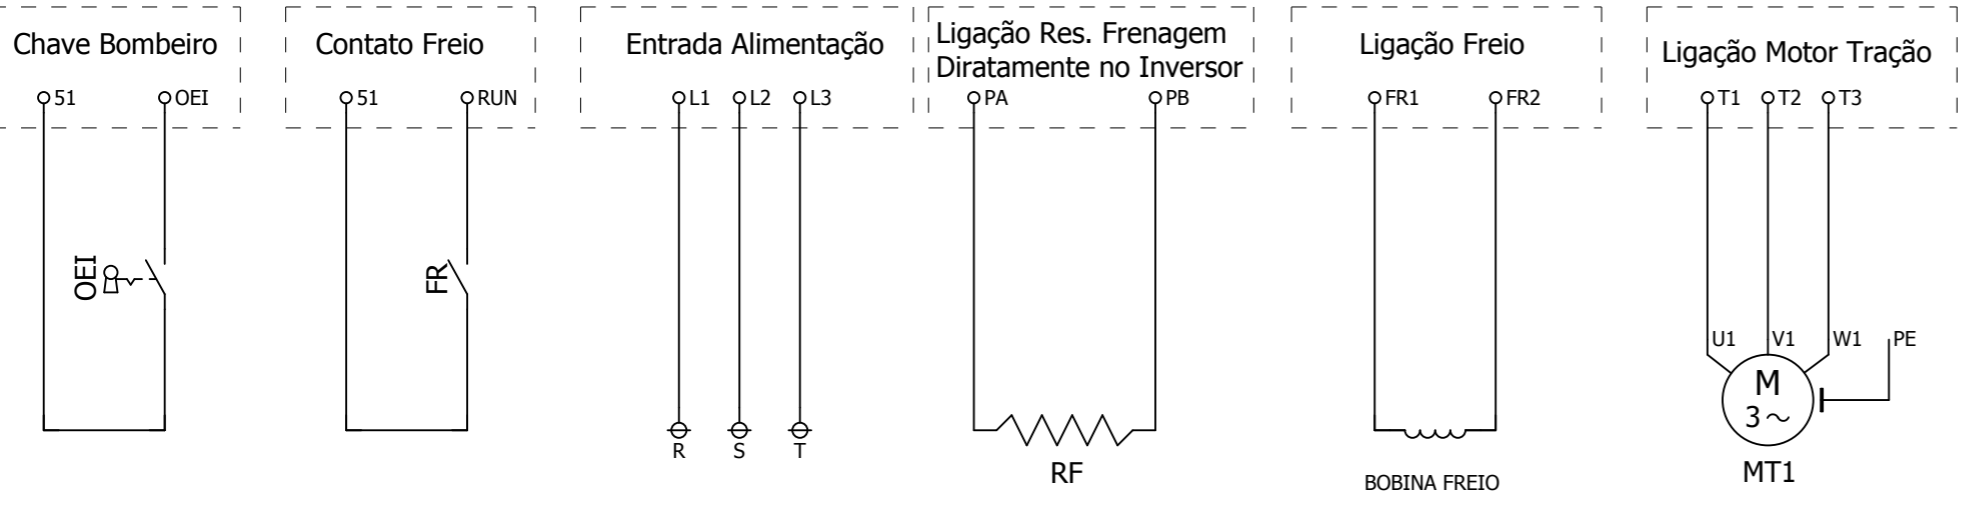 Chave Bombeiro
51 OEI
OEI
Contato Freio
51 RUN
FR
Entrada Alimentação
L1 L2 L3
R S T
Ligação Res. Frenagem
Diratamente no Inversor
PA PB
RF
Ligação Freio
FR1 FR2
BOBINA FREIO
Ligação Motor Tração
T1 T2 T3
U1 V1 W1 PE
M
3~
MT1